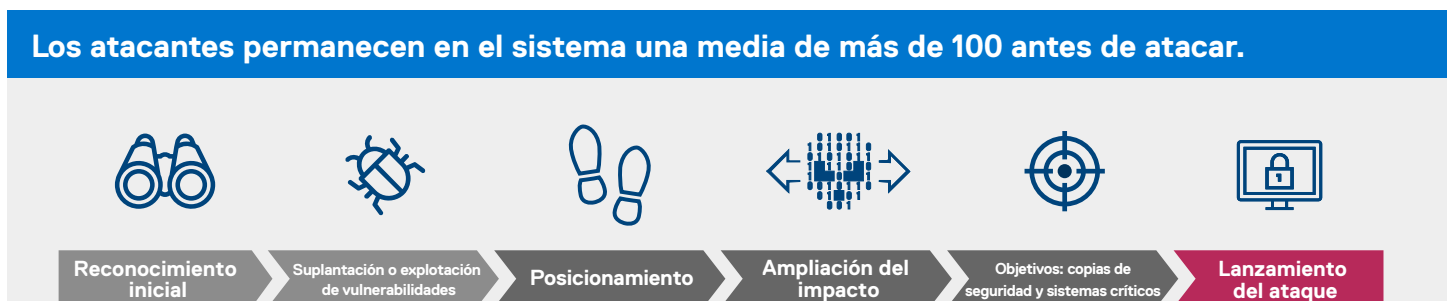 Los atacantes permanecen en el sistema una media de más de 100 antes de atacar.
Reconocimiento
inicial
Suplantación o explotación
de vulnerabilidades
Posicionamiento
Ampliación del
impacto
Objetivos: copias de
seguridad y sistemas críticos
Lanzamiento
del ataque